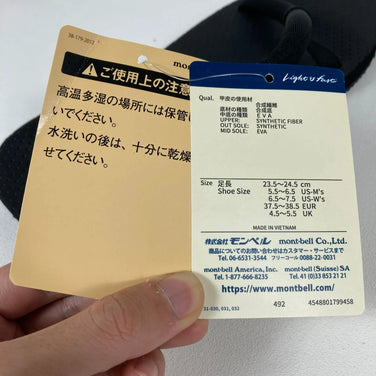 38-179-2012
mont
⚠ご使用上の注意
高温多湿の場所には保管し
いでください。
水洗いの後は、十分に乾燥
せてください。
Light & Fast
Qual. 甲皮の使用材 合成繊維
底材の種類 合成底
中底の種類 EVA
UPPER: SYNTHETIC FIBER
OUT SOLE: SYNTHETIC
MID SOLE: EVA
Size 足長 23.5〜24.5 cm
Shoe Size 5.5–6.5 US-M's
6.5–7.5 US-W's
37.5–38.5 EUR
4.5–5.5 UK
MADE IN VIETNAM
株式会社モンベル mont-bell Co., Ltd.
商品についてのお問い合わせはカスタマー・サービスまで
Tel. 06-6531-3544 フリーコール 0088-22-0031
mont-bell America, Inc. mont-bell (Suisse) SA
Tel. 1-877-666-8235 Tel. 41 (0)33 853 21 21
https://www.montbell.com/
31-030, 031, 032 492 4548801799458